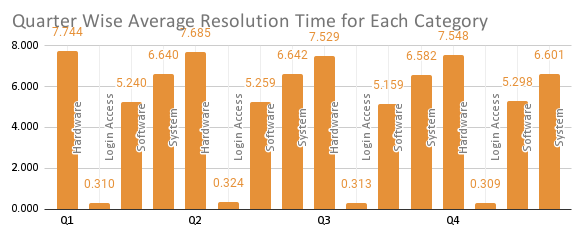 Quarter Wise Average Resolution Time for Each Category
8.000
6.000
4.000
2.000
0.000
7.744
0.310
5.240
6.640
7.685
0.324
5.259
6.642
7.529
0.313
5.159
6.582
7.548
0.309
5.298
6.601
Hardware
Login Access
Software
System
Hardware
Login Access
Software
System
Hardware
Login Access
Software
System
Hardware
Login Access
Software
System
Q1
Q2
Q3
Q4